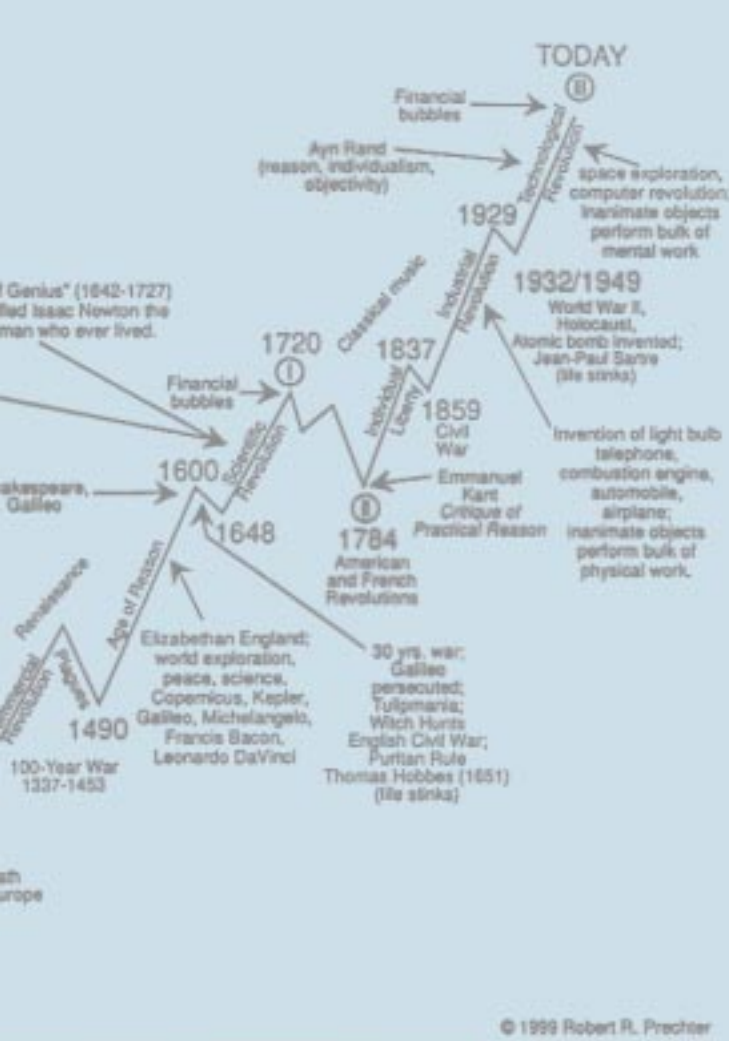 TODAY
III
Financial
bubbles
Ayn Rand
(reason, individualism,
objectivity)
Technological
Revolution
space exploration,
computer revolution;
inanimate objects
perform bulk of
mental work
1929
Industrial
Revolution
1932/1949
World War II,
Holocaust,
Atomic bomb invented;
Jean-Paul Sartre
(life stinks)
Classical music
Genius" (1642-1727)
Isaac Newton the
man who ever lived.
1720
I
Financial
bubbles
1837
Individual
Liberty
1859
Civil
War
Scientific
Revolution
Invention of light bulb
telephone,
combustion engine,
automobile,
airplane;
inanimate objects
perform bulk of
physical work.
1600
Galileo
Emmanuel
Kant
Critique of
Practical Reason
II
1784
American
and French
Revolutions
1648
Age of Reason
Renaissance
Revolution
Plagues
1490
100-Year War
1337-1453
Elizabethan England;
world exploration,
peace, science,
Copernicus, Kepler,
Galileo, Michelangelo,
Francis Bacon,
Leonardo DaVinci
30 yrs. war;
Galileo
persecuted;
Tulipmania;
Witch Hunts
English Civil War;
Puritan Rule
Thomas Hobbes (1651)
(life stinks)
© 1999 Robert R. Prechter